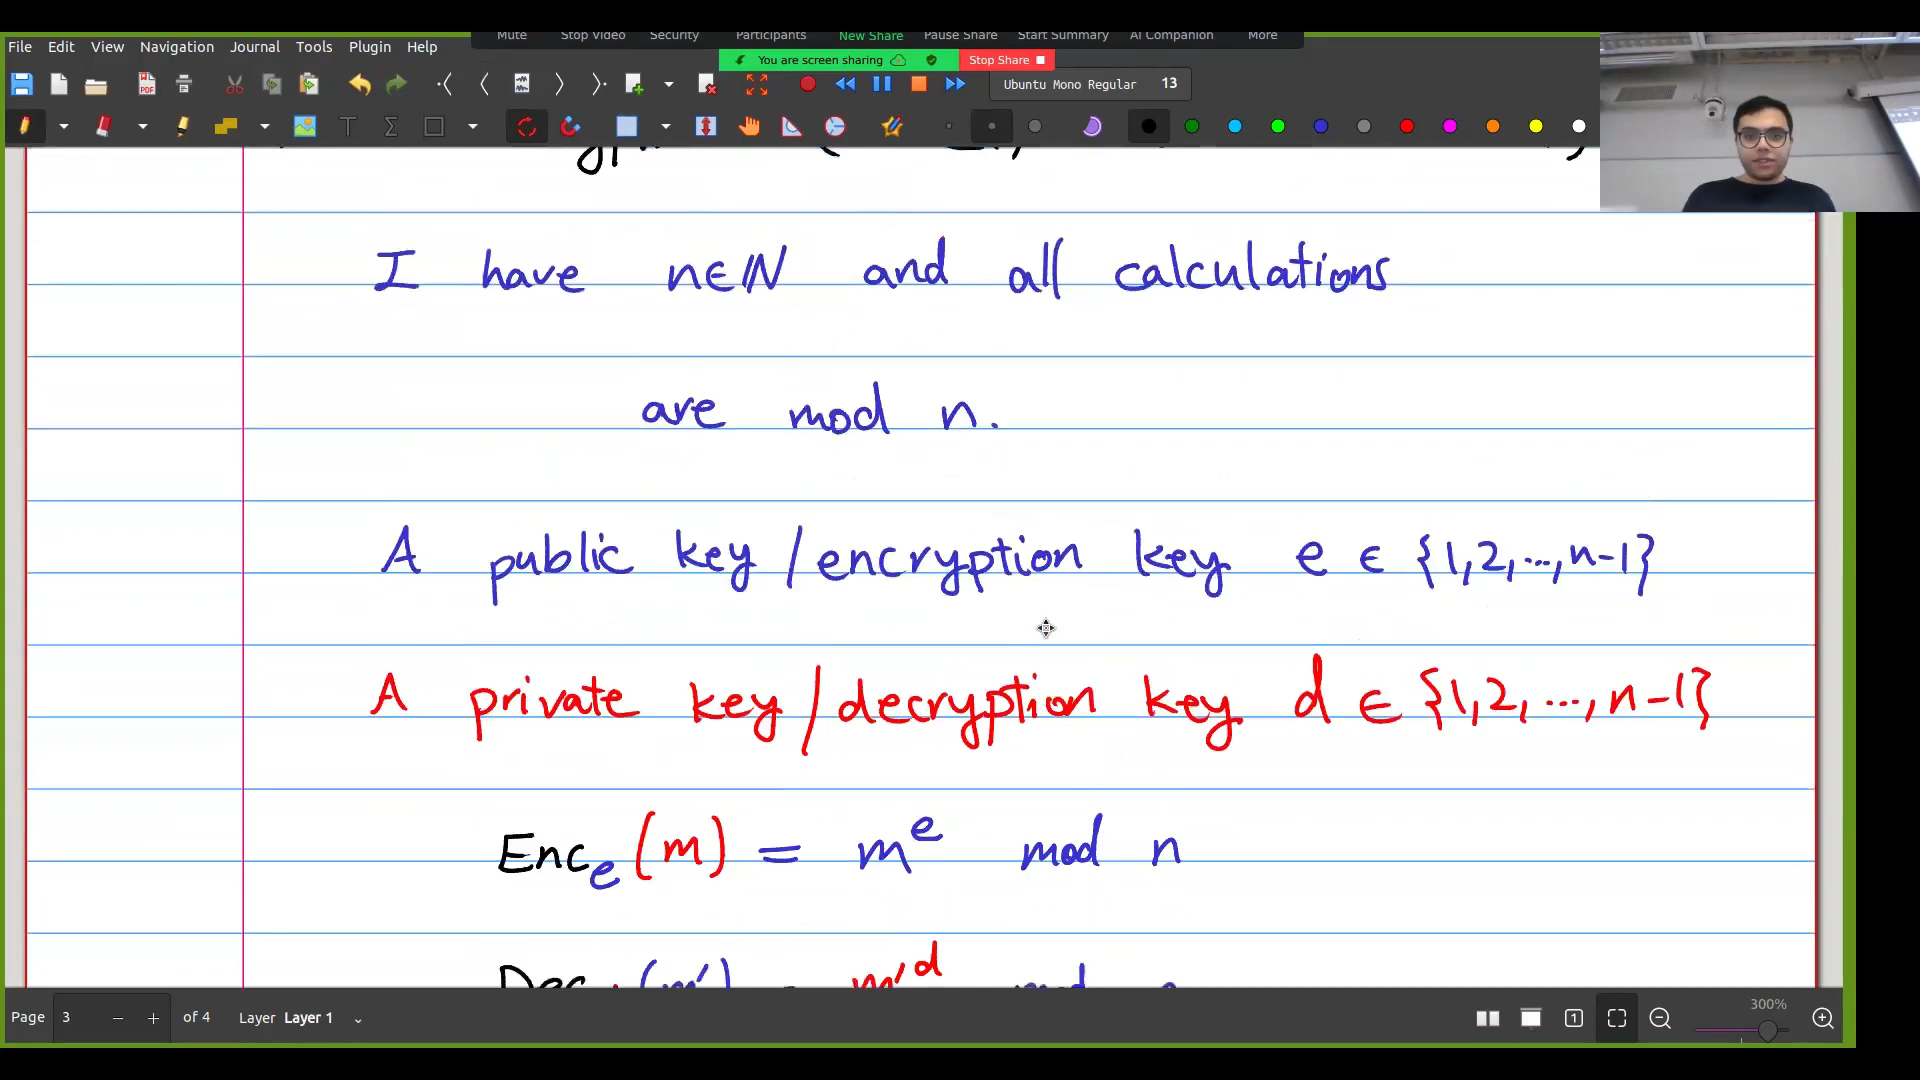 Mute Stop Video Security Participants New Share Pause Share Start Summary AI Companion More
File Edit View Navigation Journal Tools Plugin Help
You are screen sharing Stop Share
Ubuntu Mono Regular 13
I have n∈ℕ and all calculations
are mod n.
A public key/encryption key e ∈ {1,2,...,n-1}
A private key/decryption key d ∈ {1,2,...,n-1}
Enc_e (m) = m^e mod n
(m') = m'^d mod n
Page 3 - + of 4 Layer Layer 1
300%